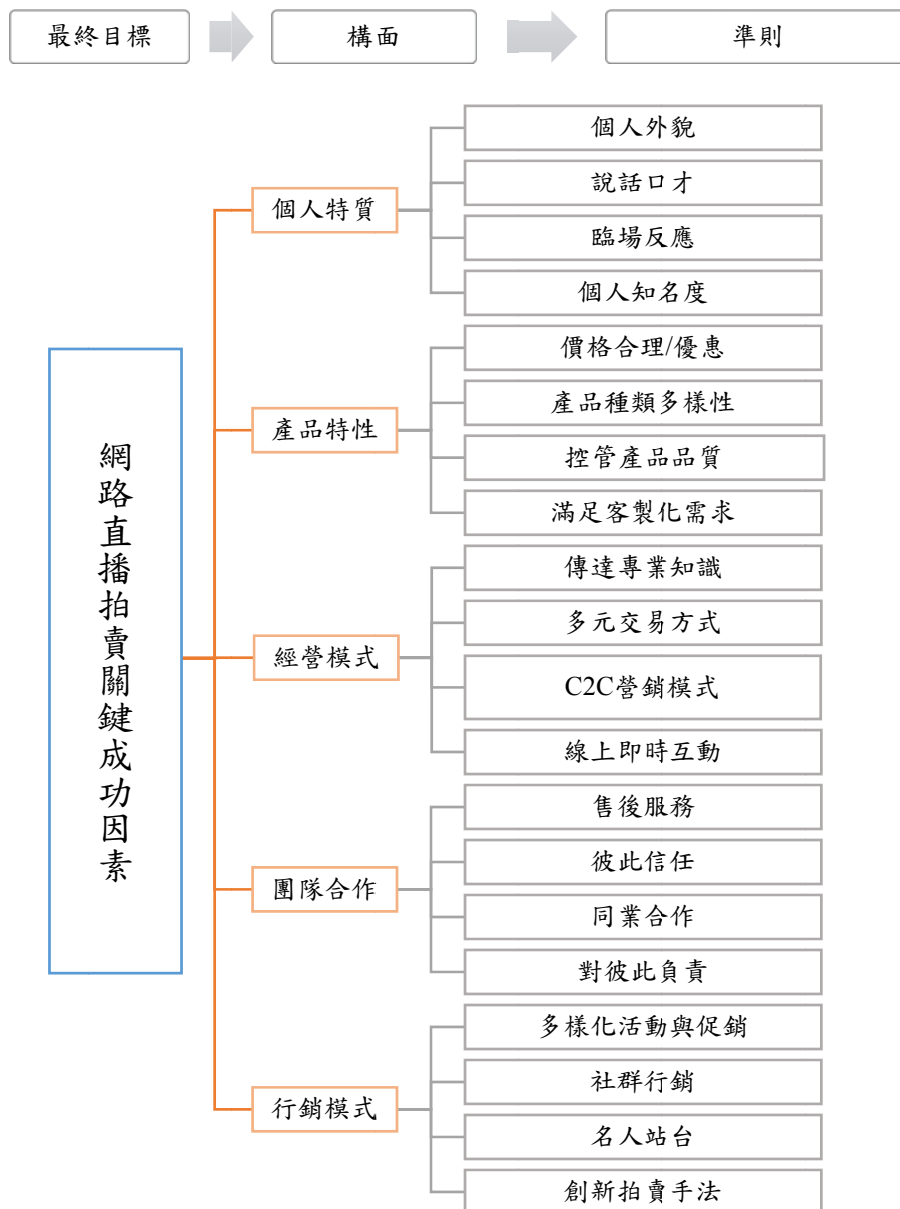 最終目標
構面
準則
網路直播拍賣關鍵成功因素
個人特質
個人外貌
說話口才
臨場反應
個人知名度
產品特性
價格合理/優惠
產品種類多樣性
控管產品品質
滿足客製化需求
經營模式
傳達專業知識
多元交易方式
C2C營銷模式
線上即時互動
團隊合作
售後服務
彼此信任
同業合作
對彼此負責
行銷模式
多樣化活動與促銷
社群行銷
名人站台
創新拍賣手法